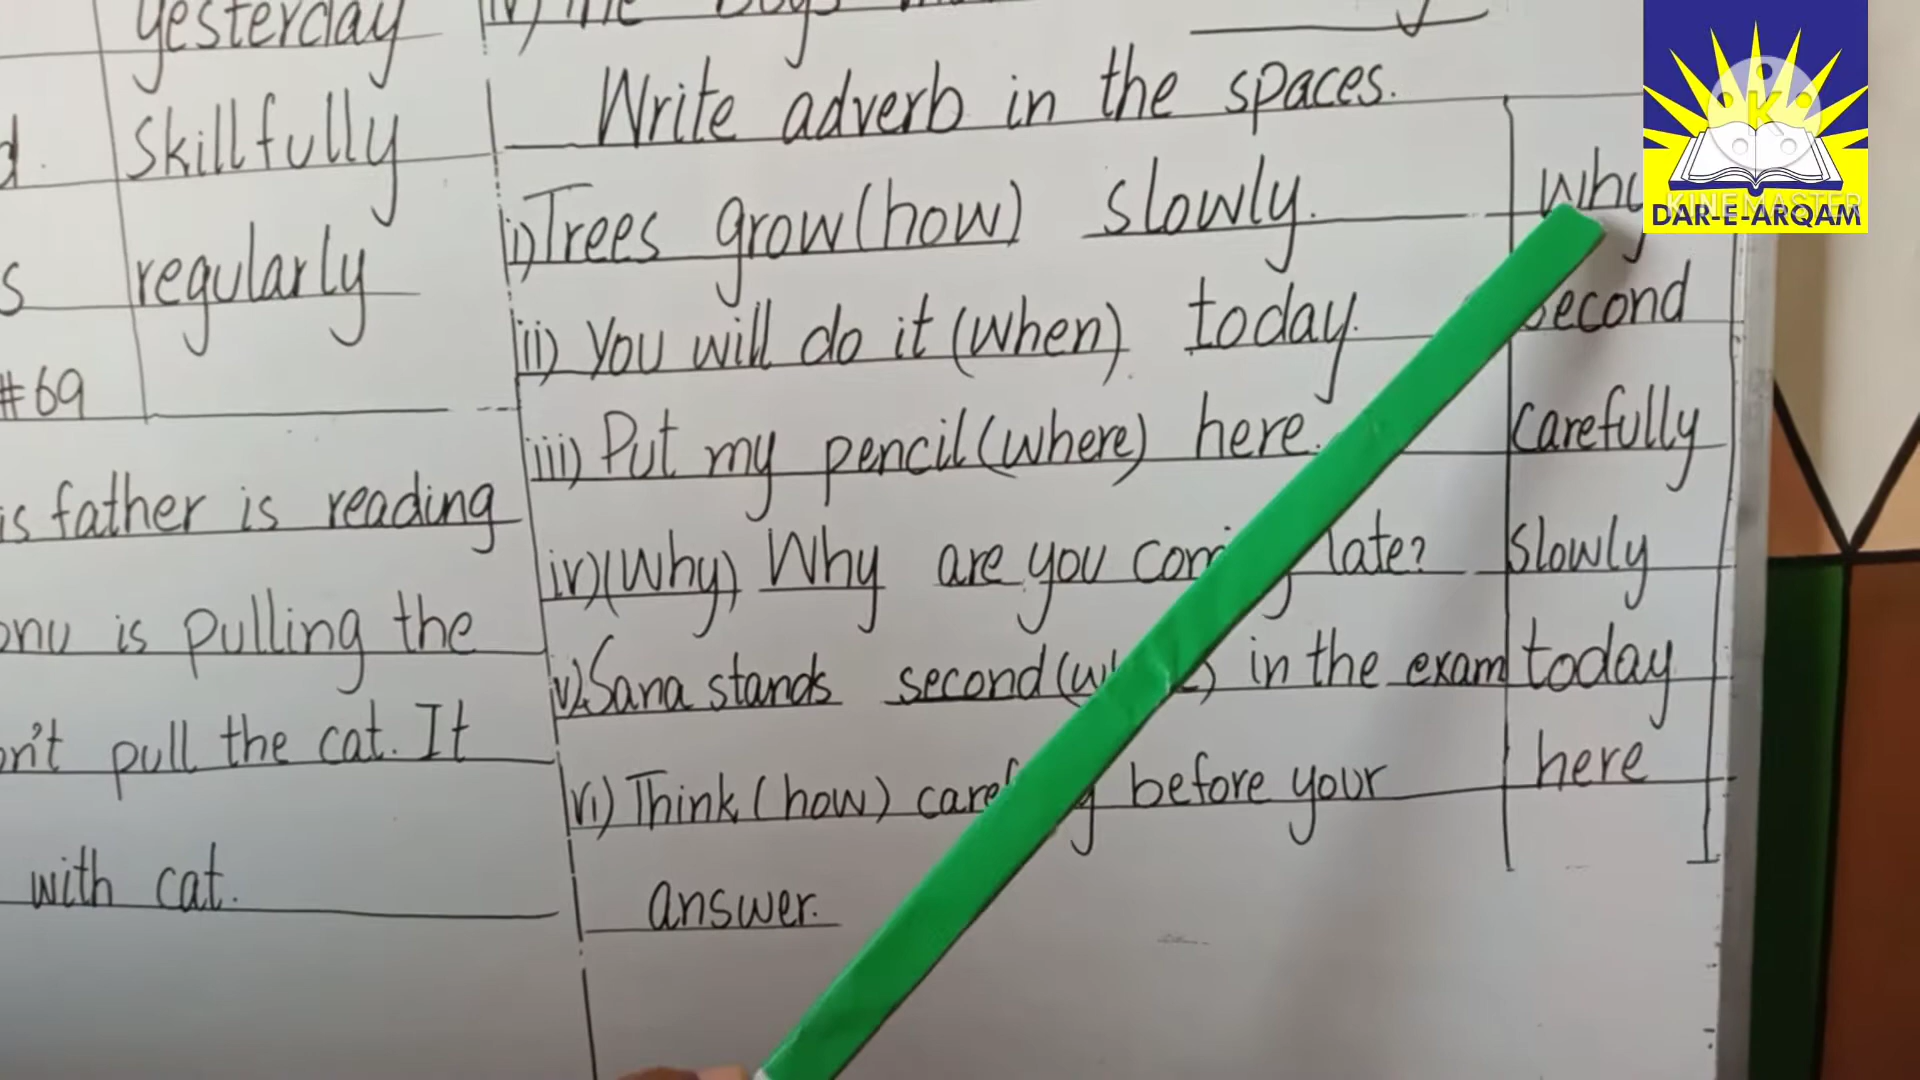 yesterday
skillfully
regularly
#69
is father is reading
is pulling the
pull the cat. It
with cat.
Write adverb in the spaces.
i) Trees grow (how) slowly.
ii) You will do it (when) today.
iii) Put my pencil (where) here.
iv) (Why) Why are you late?
v). Sana stands second in the exam
vi) Think (how) before your
answer.
why
second
carefully
slowly
today
here
KINEMASTER
DAR-E-ARQAM